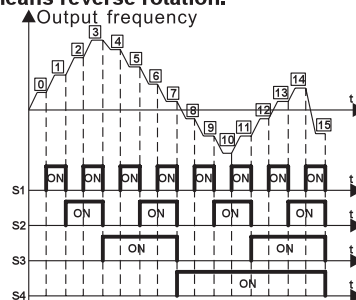 means reverse rotation.
Output frequency
3
2 4
1 5
0 6
7
14
13
8 12
9 11
10
15
t
ON ON ON ON ON ON ON ON
S1 t
ON ON ON ON
S2 t
ON ON
S3 t
ON
S4 t